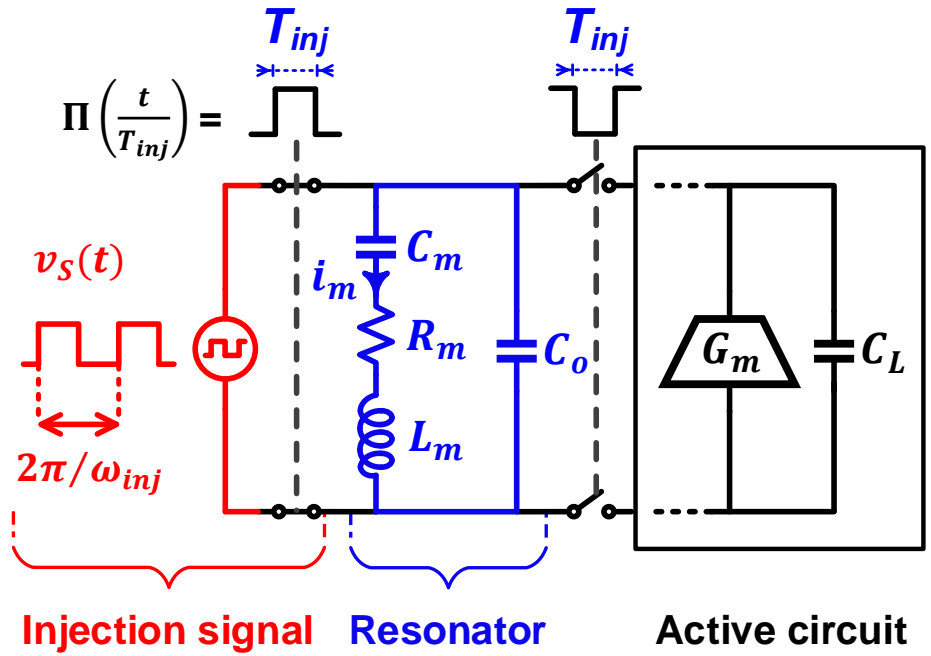 T_inj T_inj
Π(t/T_inj) =
v_S(t)
C_m
i_m
R_m C_o G_m C_L
L_m
2π/ω_inj
Injection signal Resonator Active circuit